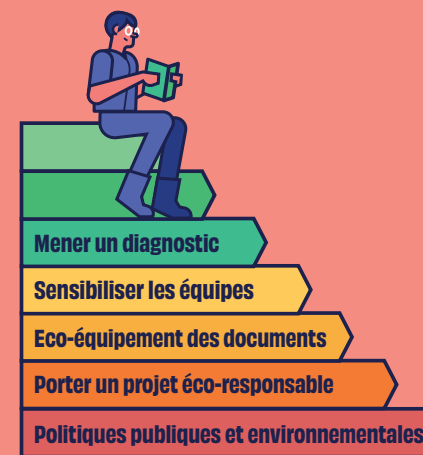 Mener un diagnostic
Sensibiliser les équipes
Eco-équipement des documents
Porter un projet éco-responsable
Politiques publiques et environnementales